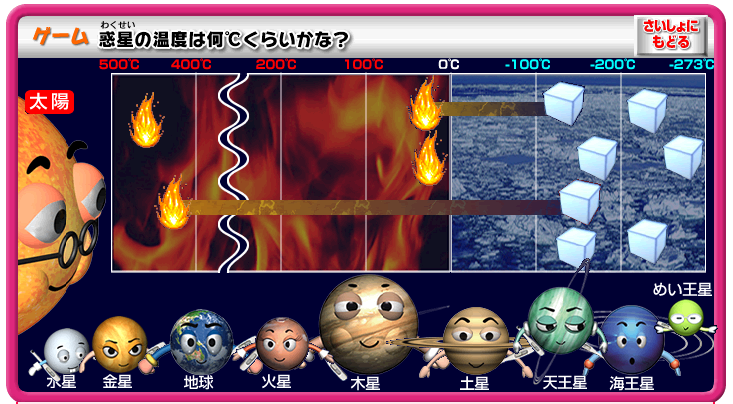 ゲーム
わくせい
惑星の温度は何℃くらいかな？
さいしょに
もどる
500℃ 400℃ 200℃ 100℃ 0℃ -100℃ -200℃ -273℃
太陽
めい王星
水星 金星 地球 火星 木星 土星 天王星 海王星